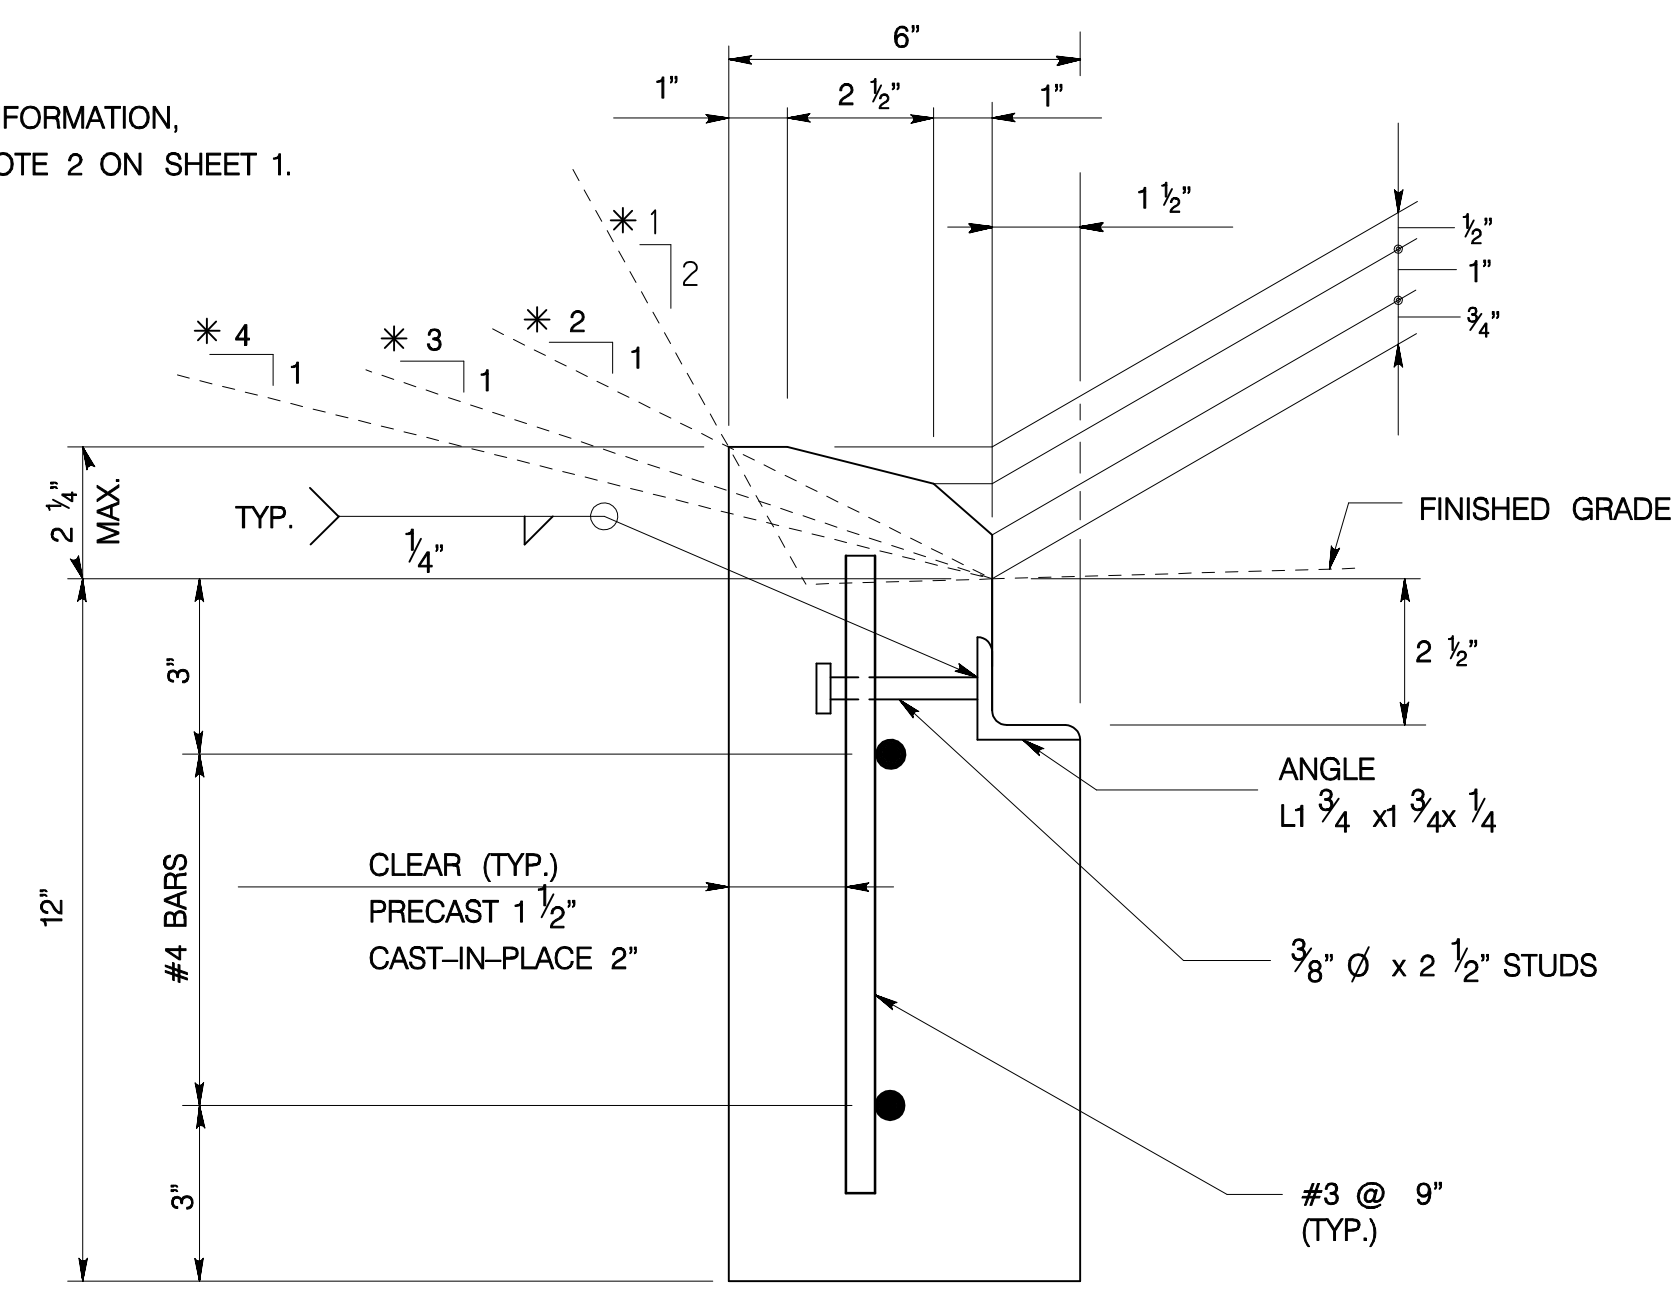 6”
1”
2 ½”
1”
FORMATION,
OTE 2 ON SHEET 1.
1 ½”
✳ 1
2
½”
1”
¾”
✳ 2
1
✳ 3
1
✳ 4
1
2 ¼”
MAX.
TYP.
¼”
FINISHED GRADE
3”
2 ½”
ANGLE
L1 ¾ x1 ¾x ¼
12”
#4 BARS
CLEAR (TYP.)
PRECAST 1 ½”
CAST–IN–PLACE 2”
⅜” Ø x 2 ½” STUDS
3”
#3 @ 9”
(TYP.)